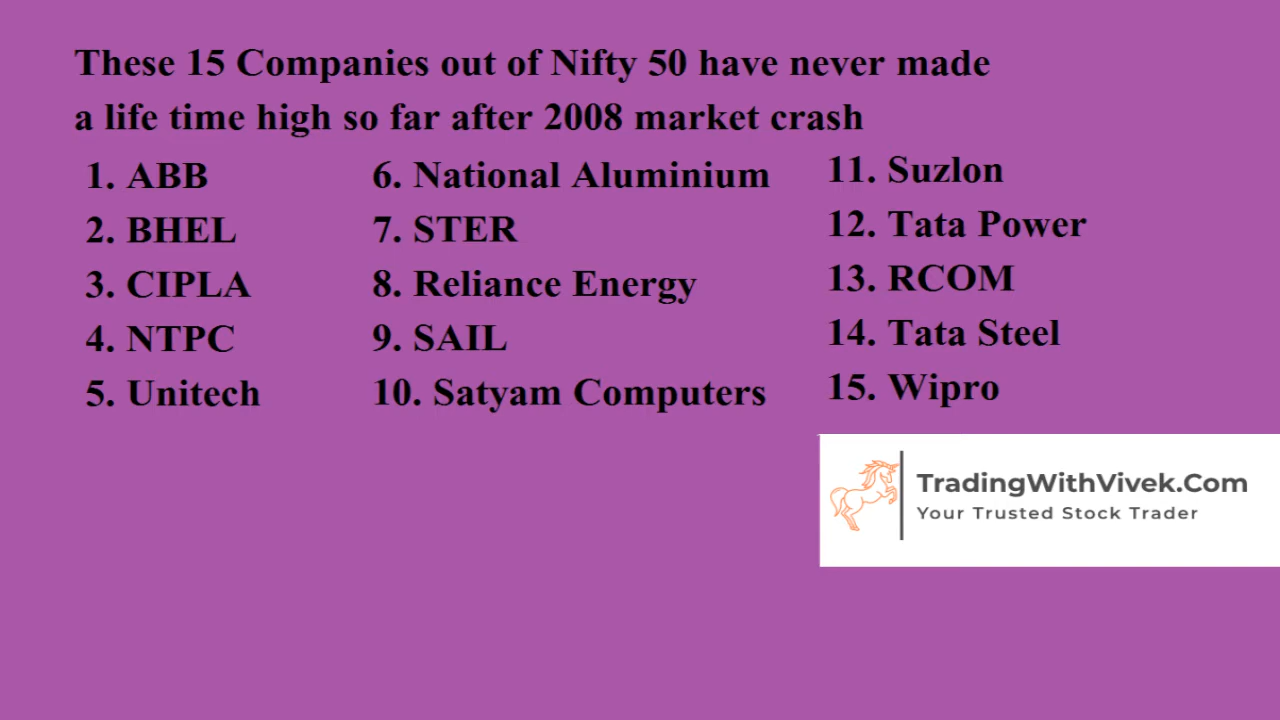 These 15 Companies out of Nifty 50 have never made
a life time high so far after 2008 market crash
1. ABB
2. BHEL
3. CIPLA
4. NTPC
5. Unitech
6. National Aluminium
7. STER
8. Reliance Energy
9. SAIL
10. Satyam Computers
11. Suzlon
12. Tata Power
13. RCOM
14. Tata Steel
15. Wipro
TradingWithVivek.Com
Your Trusted Stock Trader